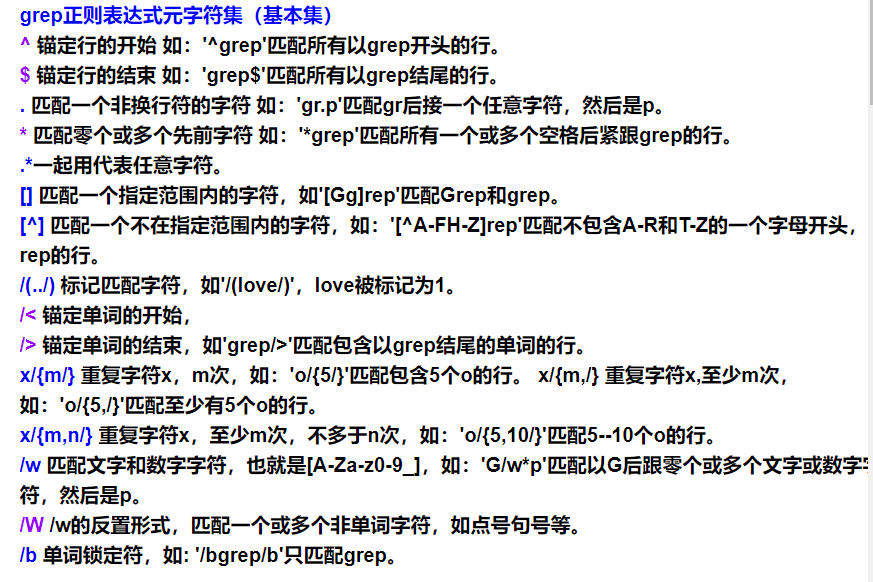 grep正则表达式元字符集（基本集）
^ 锚定行的开始 如：'^grep'匹配所有以grep开头的行。
$ 锚定行的结束 如：'grep$'匹配所有以grep结尾的行。
. 匹配一个非换行符的字符 如：'gr.p'匹配gr后接一个任意字符，然后是p。
* 匹配零个或多个先前字符 如：'*grep'匹配所有一个或多个空格后紧跟grep的行。
.*一起用代表任意字符。
[] 匹配一个指定范围内的字符，如'[Gg]rep'匹配Grep和grep。
[^] 匹配一个不在指定范围内的字符，如：'[^A-FH-Z]rep'匹配不包含A-R和T-Z的一个字母开头，
rep的行。
/(../) 标记匹配字符，如'/(love/)'，love被标记为1。
/< 锚定单词的开始，
/> 锚定单词的结束，如'grep/>'匹配包含以grep结尾的单词的行。
x/{m/} 重复字符x，m次，如：'o/{5/}'匹配包含5个o的行。 x/{m,/} 重复字符x,至少m次，
如：'o/{5,/}'匹配至少有5个o的行。
x/{m,n/} 重复字符x，至少m次，不多于n次，如：'o/{5,10/}'匹配5--10个o的行。
/w 匹配文字和数字字符，也就是[A-Za-z0-9_]，如：'G/w*p'匹配以G后跟零个或多个文字或数字字
符，然后是p。
/W /w的反置形式，匹配一个或多个非单词字符，如点号句号等。
/b 单词锁定符，如: '/bgrep/b'只匹配grep。